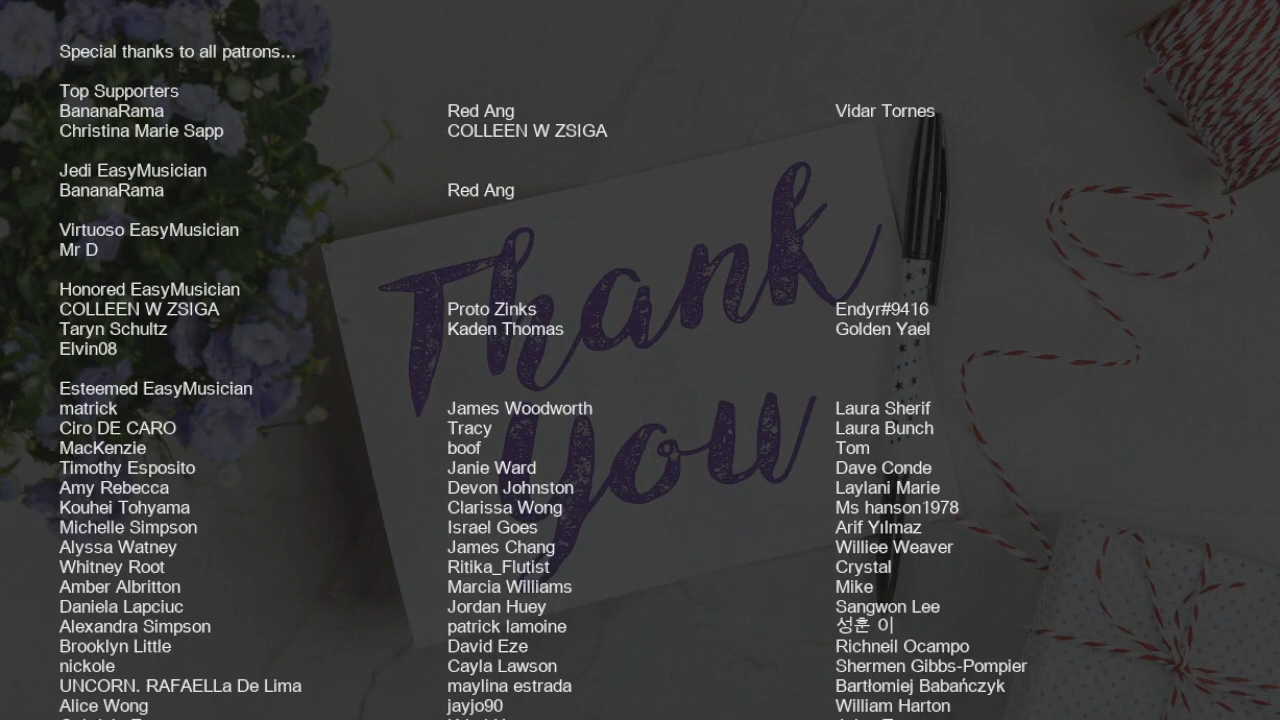 Special thanks to all patrons...
Top Supporters
BananaRama Red Ang Vidar Tornes
Christina Marie Sapp COLLEEN W ZSIGA
Jedi EasyMusician
BananaRama Red Ang
Virtuoso EasyMusician
Mr D
Honored EasyMusician
COLLEEN W ZSIGA Proto Zinks Endyr#9416
Taryn Schultz Kaden Thomas Golden Yael
Elvin08
Esteemed EasyMusician
matrick James Woodworth Laura Sherif
Ciro DE CARO Tracy Laura Bunch
MacKenzie boof Tom
Timothy Esposito Janie Ward Dave Conde
Amy Rebecca Devon Johnston Laylani Marie
Kouhei Tohyama Clarissa Wong Ms hanson1978
Michelle Simpson Israel Goes Arif Yılmaz
Alyssa Watney James Chang Williee Weaver
Whitney Root Ritika_Flutist Crystal
Amber Albritton Marcia Williams Mike
Daniela Lapciuc Jordan Huey Sangwon Lee
Alexandra Simpson patrick lamoine 성훈 이
Brooklyn Little David Eze Richneil Ocampo
nickole Cayla Lawson Shermen Gibbs-Pompier
UNCORN. RAFAELLa De Lima maylina estrada Bartłomiej Babańczyk
Alice Wong jayjo90 William Harton
Thank
you